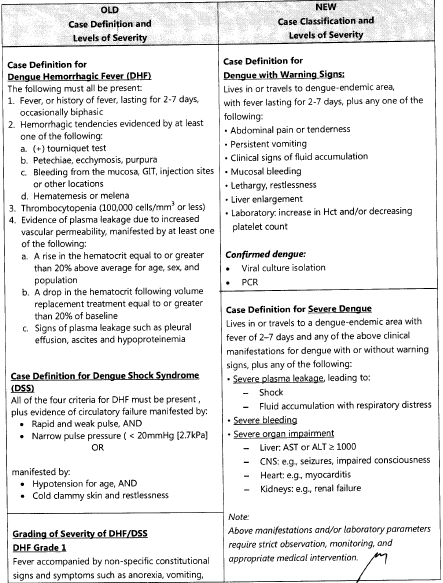 OLD
Case Definition and
Levels of Severity
Case Definition for
Dengue Hemorrhagic Fever (DHF)
The following must all be present:
1. Fever, or history of fever, lasting for 2-7 days,
occasionally biphasic
2. Hemorrhagic tendencies evidenced by at least
one of the following:
a. (+) tourniquet test
b. Petechiae, ecchymosis, purpura
c. Bleeding from the mucosa, GIT, injection sites
or other locations
d. Hematemesis or melena
3. Thrombocytopenia (100,000 cells/mm³ or less)
4. Evidence of plasma leakage due to increased
vascular permeability, manifested by at least one
of the following:
a. A rise in the hematocrit equal to or greater
than 20% above average for age, sex, and
population
b. A drop in the hematocrit following volume
replacement treatment equal to or greater
than 20% of baseline
c. Signs of plasma leakage such as pleural
effusion, ascites and hypoproteinemia
Case Definition for Dengue Shock Syndrome
(DSS)
All of the four criteria for DHF must be present ,
plus evidence of circulatory failure manifested by:
• Rapid and weak pulse, AND
• Narrow pulse pressure ( < 20mmHg [2.7kPa]
OR
manifested by:
• Hypotension for age, AND
• Cold clammy skin and restlessness
Grading of Severity of DHF/DSS
DHF Grade 1
Fever accompanied by non-specific constitutional
signs and symptoms such as anorexia, vomiting,
NEW
Case Classification and
Levels of Severity
Case Definition for
Dengue with Warning Signs:
Lives in or travels to dengue-endemic area,
with fever lasting for 2-7 days, plus any one of the
following:
• Abdominal pain or tenderness
• Persistent vomiting
• Clinical signs of fluid accumulation
• Mucosal bleeding
• Lethargy, restlessness
• Liver enlargement
• Laboratory: increase in Hct and/or decreasing
platelet count
Confirmed dengue:
• Viral culture isolation
• PCR
Case Definition for Severe Dengue
Lives in or travels to a dengue-endemic area with
fever of 2–7 days and any of the above clinical
manifestations for dengue with or without warning
signs, plus any of the following:
• Severe plasma leakage, leading to:
– Shock
– Fluid accumulation with respiratory distress
• Severe bleeding
• Severe organ impairment
– Liver: AST or ALT ≥ 1000
– CNS: e.g., seizures, impaired consciousness
– Heart: e.g., myocarditis
– Kidneys: e.g., renal failure
Note:
Above manifestations and/or laboratory parameters
require strict observation, monitoring, and
appropriate medical intervention.